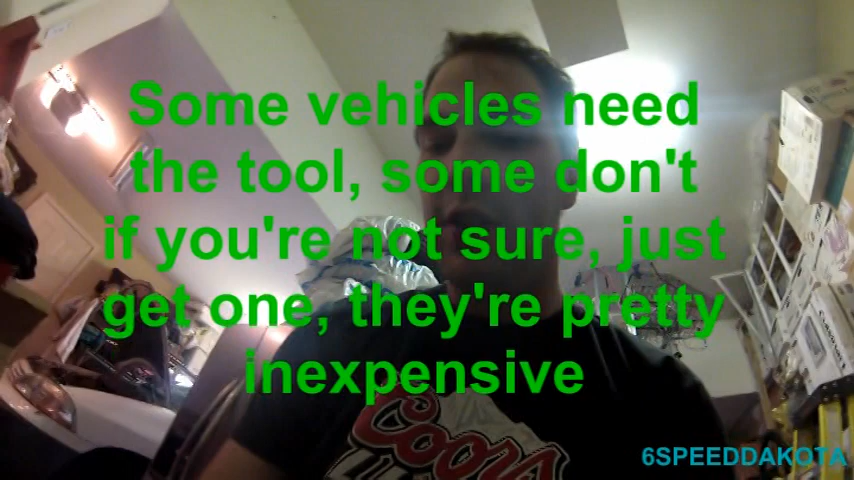 Some vehicles need
the tool, some don't
if you're not sure, just
get one, they're pretty
inexpensive
Coors
6SPEEDDAKOTA